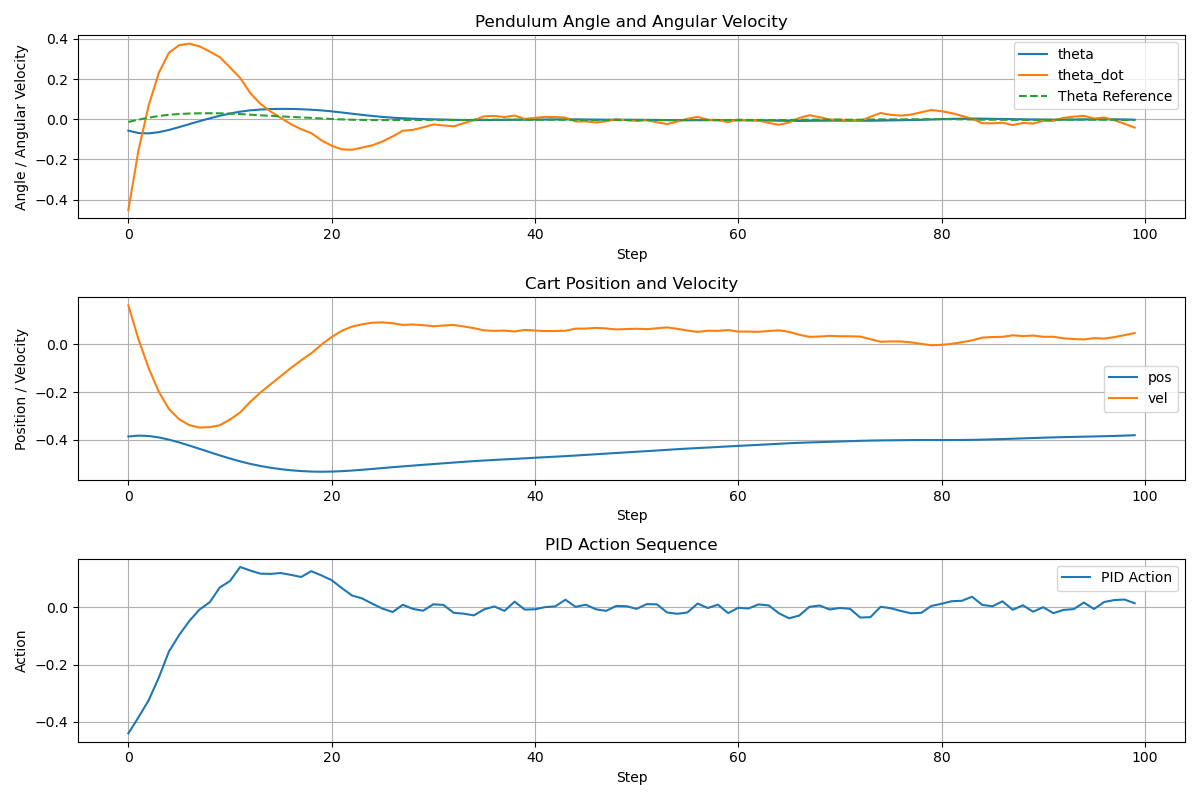 Pendulum Angle and Angular Velocity
Angle / Angular Velocity
0.4
0.2
0.0
−0.2
−0.4
theta
theta_dot
Theta Reference
0 20 40 60 80 100
Step
Cart Position and Velocity
Position / Velocity
0.0
−0.2
−0.4
pos
vel
0 20 40 60 80 100
Step
PID Action Sequence
Action
0.0
−0.2
−0.4
PID Action
0 20 40 60 80 100
Step